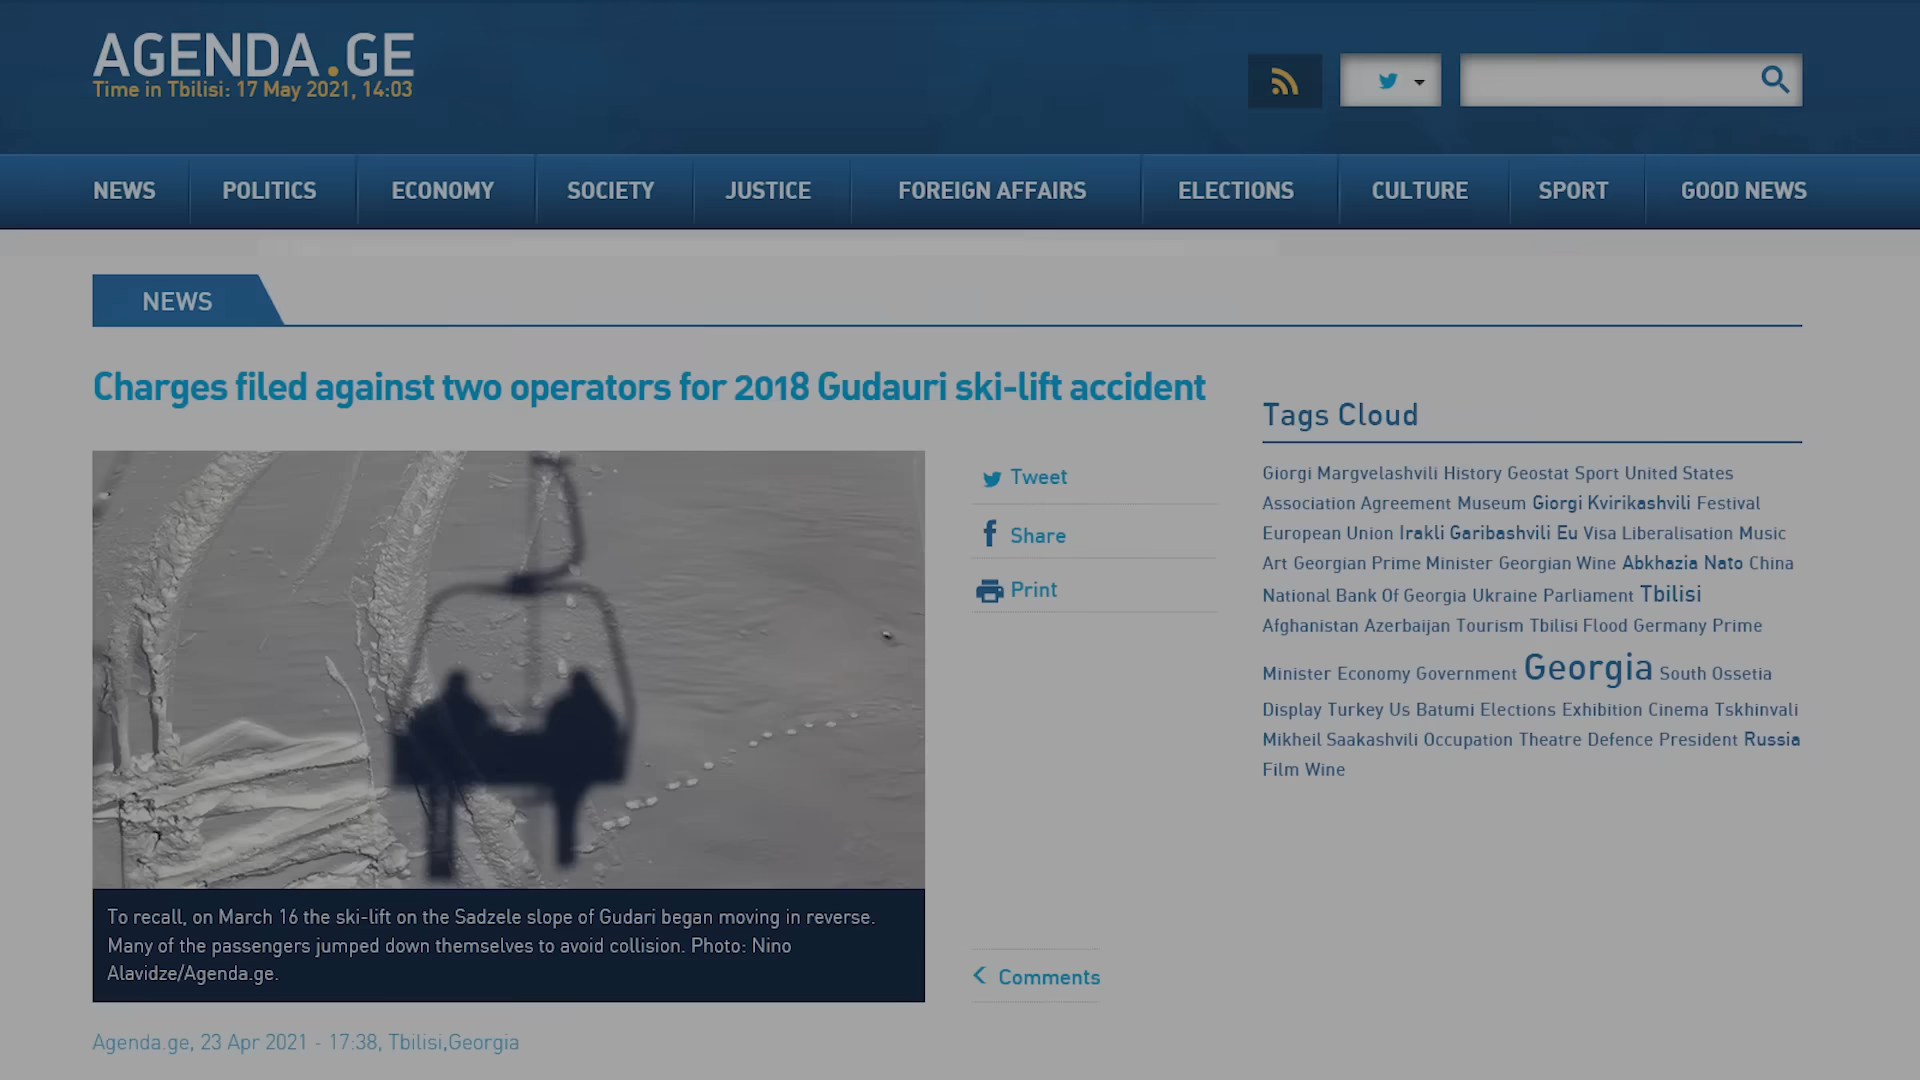 AGENDA.GE
Time in Tbilisi: 17 May 2021, 14:03
NEWS POLITICS ECONOMY SOCIETY JUSTICE FOREIGN AFFAIRS ELECTIONS CULTURE SPORT GOOD NEWS
NEWS
Charges filed against two operators for 2018 Gudauri ski-lift accident
Tweet
Share
Print
To recall, on March 16 the ski-lift on the Sadzele slope of Gudari began moving in reverse.
Many of the passengers jumped down themselves to avoid collision. Photo: Nino
Alavidze/Agenda.ge.
Comments
Agenda.ge, 23 Apr 2021 - 17:38, Tbilisi,Georgia
Tags Cloud
Giorgi Margvelashvili History Geostat Sport United States
Association Agreement Museum Giorgi Kvirikashvili Festival
European Union Irakli Garibashvili Eu Visa Liberalisation Music
Art Georgian Prime Minister Georgian Wine Abkhazia Nato China
National Bank Of Georgia Ukraine Parliament Tbilisi
Afghanistan Azerbaijan Tourism Tbilisi Flood Germany Prime
Minister Economy Government Georgia South Ossetia
Display Turkey Us Batumi Elections Exhibition Cinema Tskhinvali
Mikheil Saakashvili Occupation Theatre Defence President Russia
Film Wine